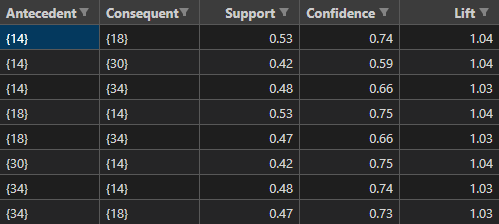 Antecedent Consequent Support Confidence Lift
{14} {18} 0.53 0.74 1.04
{14} {30} 0.42 0.59 1.04
{14} {34} 0.48 0.66 1.03
{18} {14} 0.53 0.75 1.04
{18} {34} 0.47 0.66 1.03
{30} {14} 0.42 0.75 1.04
{34} {14} 0.48 0.74 1.03
{34} {18} 0.47 0.73 1.03